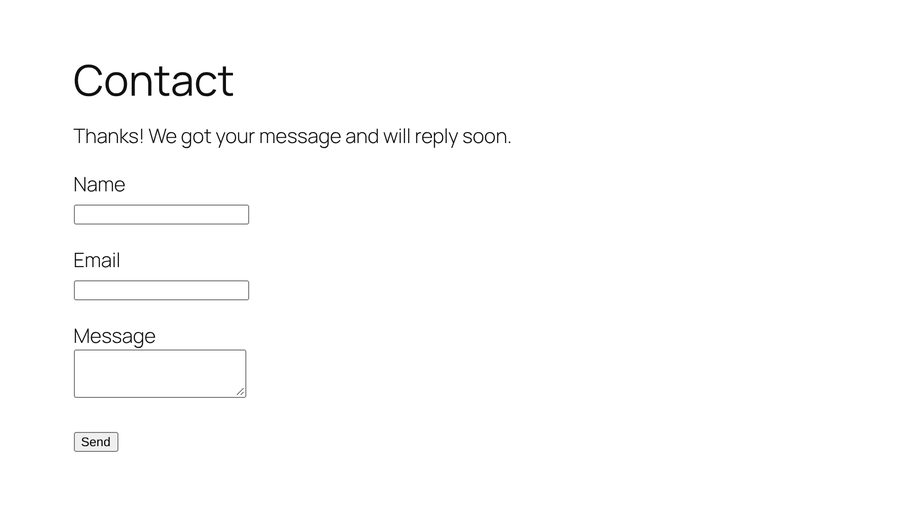 Contact
Thanks! We got your message and will reply soon.
Name
Email
Message
Send